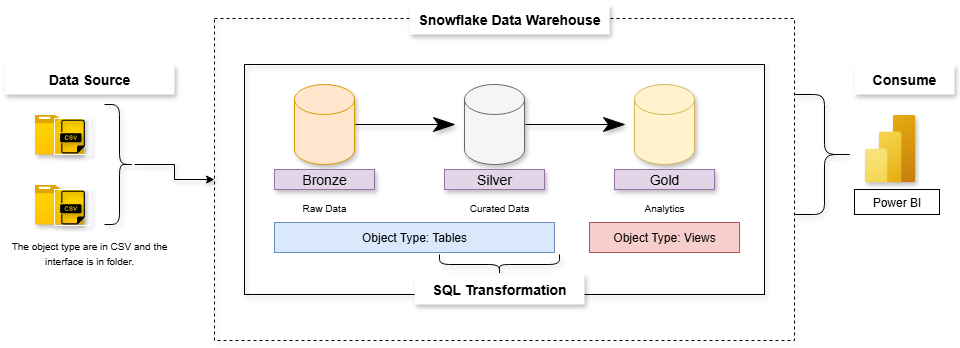 Snowflake Data Warehouse
Data Source
Consume
CSV
CSV
Bronze
Silver
Gold
Raw Data
Curated Data
Analytics
Power BI
Object Type: Tables
Object Type: Views
The object type are in CSV and the
interface is in folder.
SQL Transformation